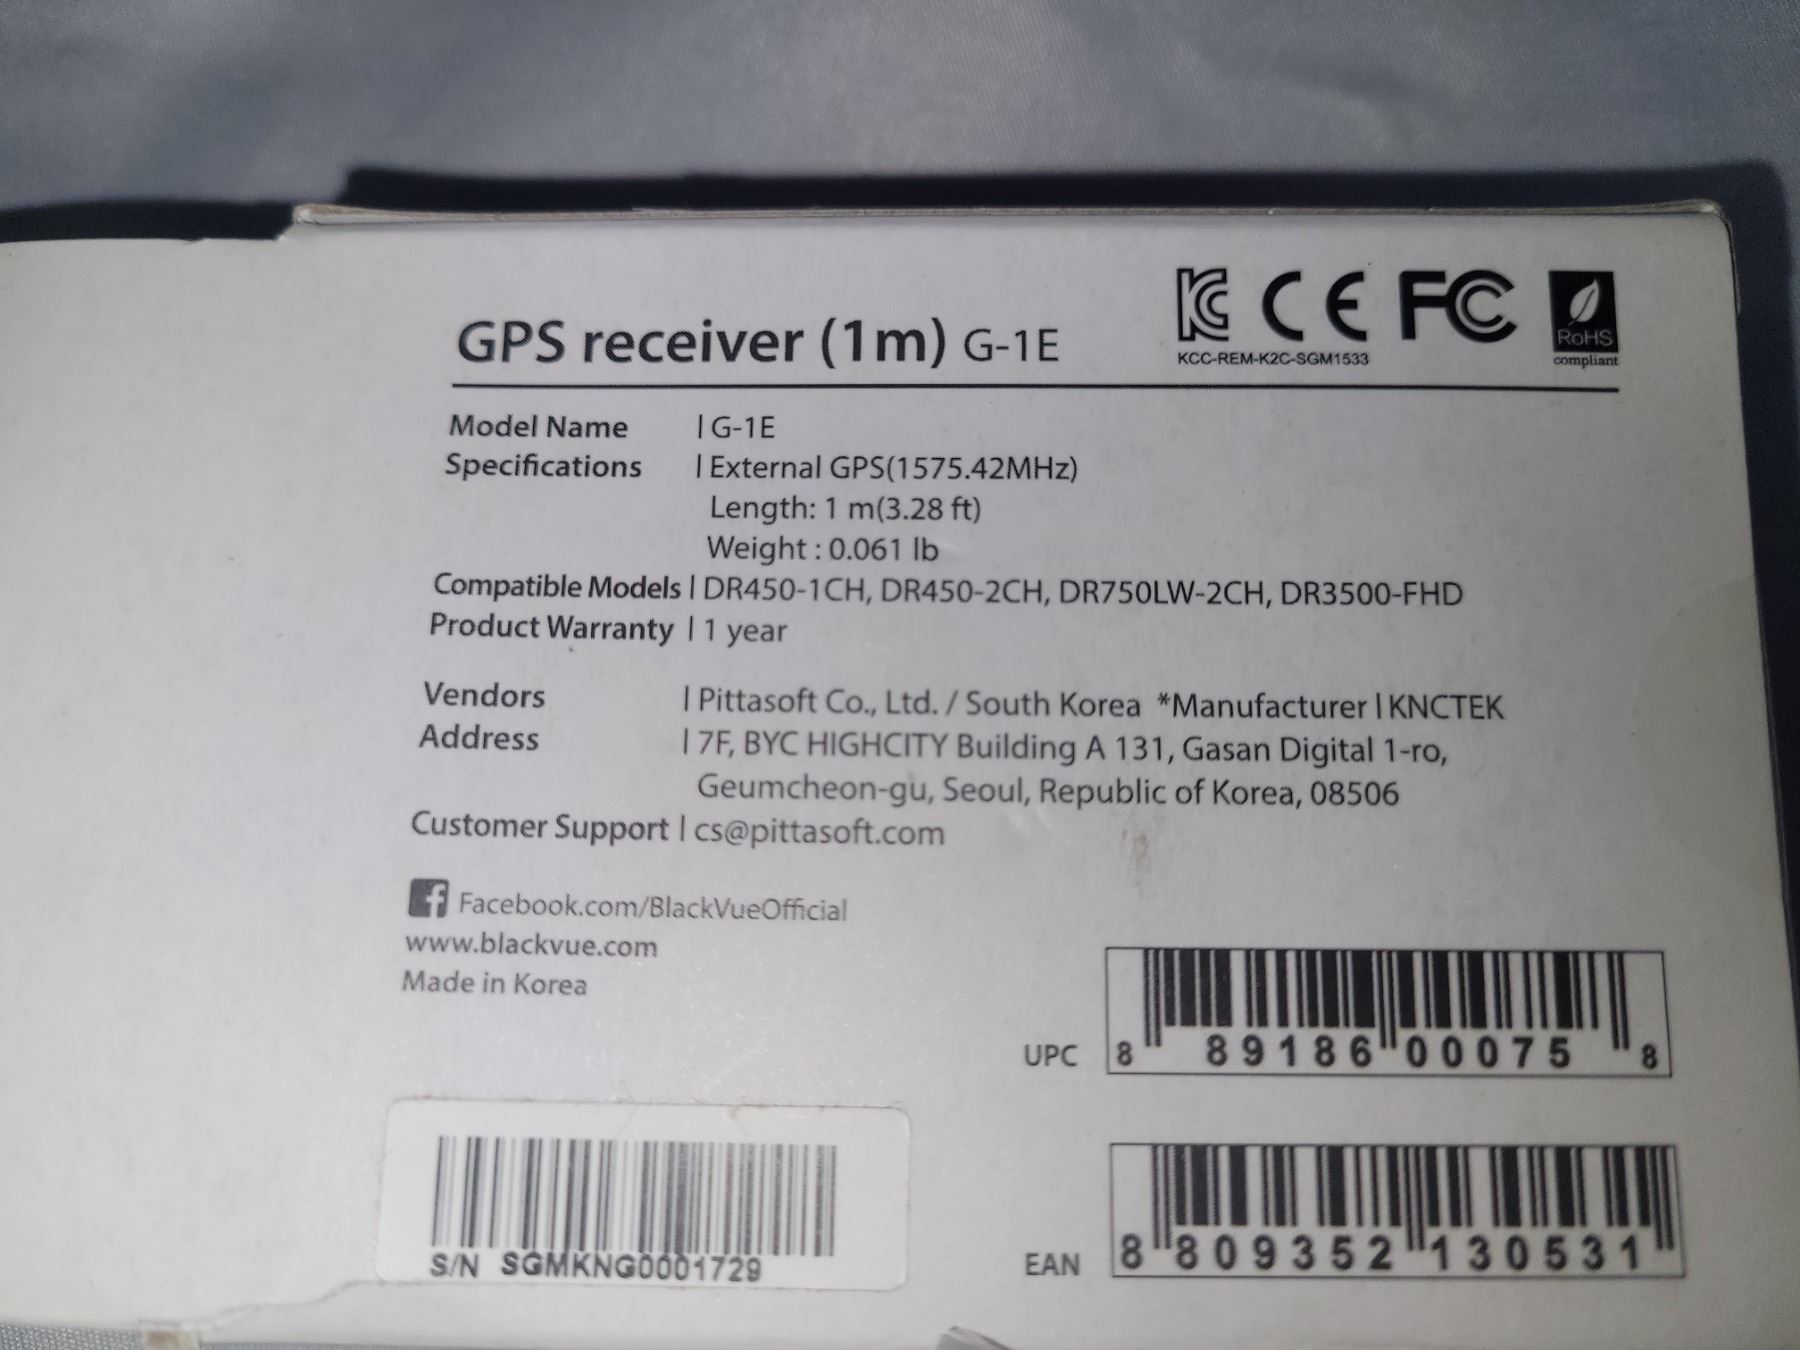 GPS receiver (1m) G-1E
KC CE FC RoHS
KCC-REM-K2C-SGM1533 compliant
Model Name | G-1E
Specifications | External GPS(1575.42MHz)
Length: 1 m(3.28 ft)
Weight : 0.061 lb
Compatible Models | DR450-1CH, DR450-2CH, DR750LW-2CH, DR3500-FHD
Product Warranty | 1 year
Vendors | Pittasoft Co., Ltd. / South Korea *Manufacturer | KNCTEK
Address | 7F, BYC HIGHCITY Building A 131, Gasan Digital 1-ro,
Geumcheon-gu, Seoul, Republic of Korea, 08506
Customer Support | cs@pittasoft.com
f Facebook.com/BlackVueOfficial
www.blackvue.com
Made in Korea
UPC 8 89186 00075 8
S/N SGMKNG0001729
EAN 8 809352 130531